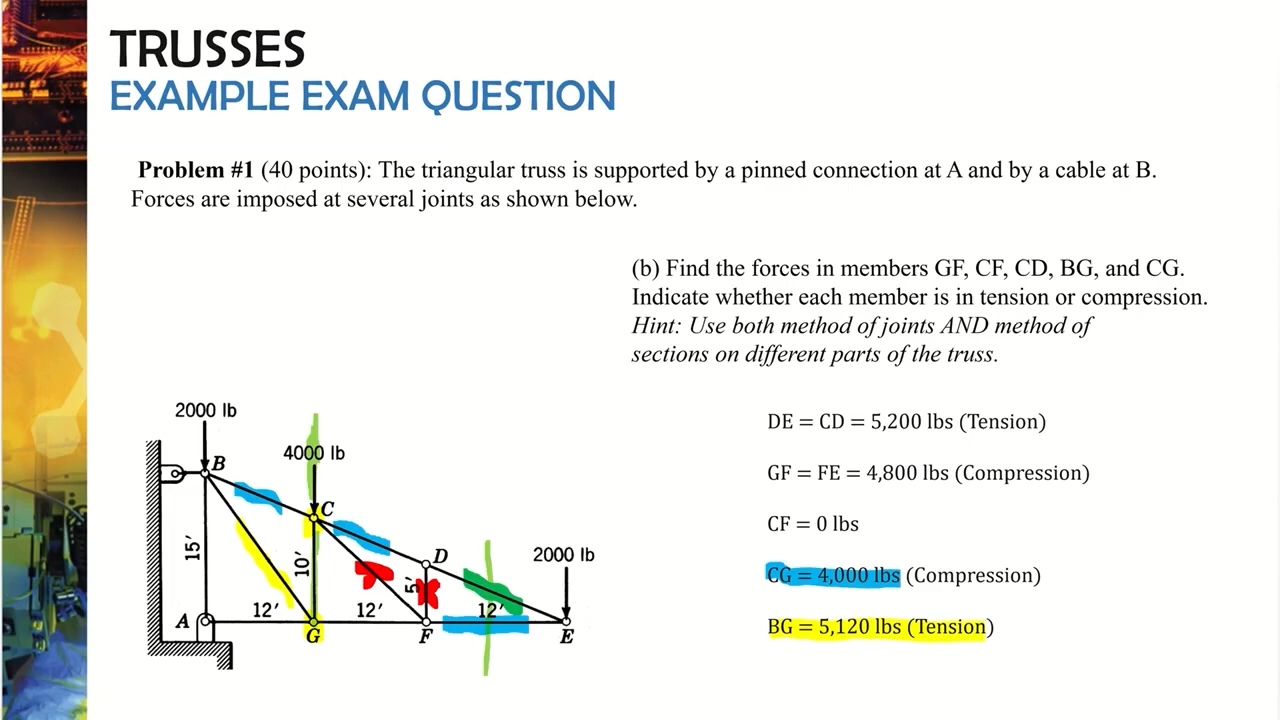 TRUSSES
EXAMPLE EXAM QUESTION
Problem #1 (40 points): The triangular truss is supported by a pinned connection at A and by a cable at B.
Forces are imposed at several joints as shown below.
(b) Find the forces in members GF, CF, CD, BG, and CG.
Indicate whether each member is in tension or compression.
Hint: Use both method of joints AND method of
sections on different parts of the truss.
2000 lb
B
4000 lb
C
15'
10'
D
5'
2000 lb
12'
12'
12'
A
G
F
E
DE = CD = 5,200 lbs (Tension)
GF = FE = 4,800 lbs (Compression)
CF = 0 lbs
CG = 4,000 lbs (Compression)
BG = 5,120 lbs (Tension)